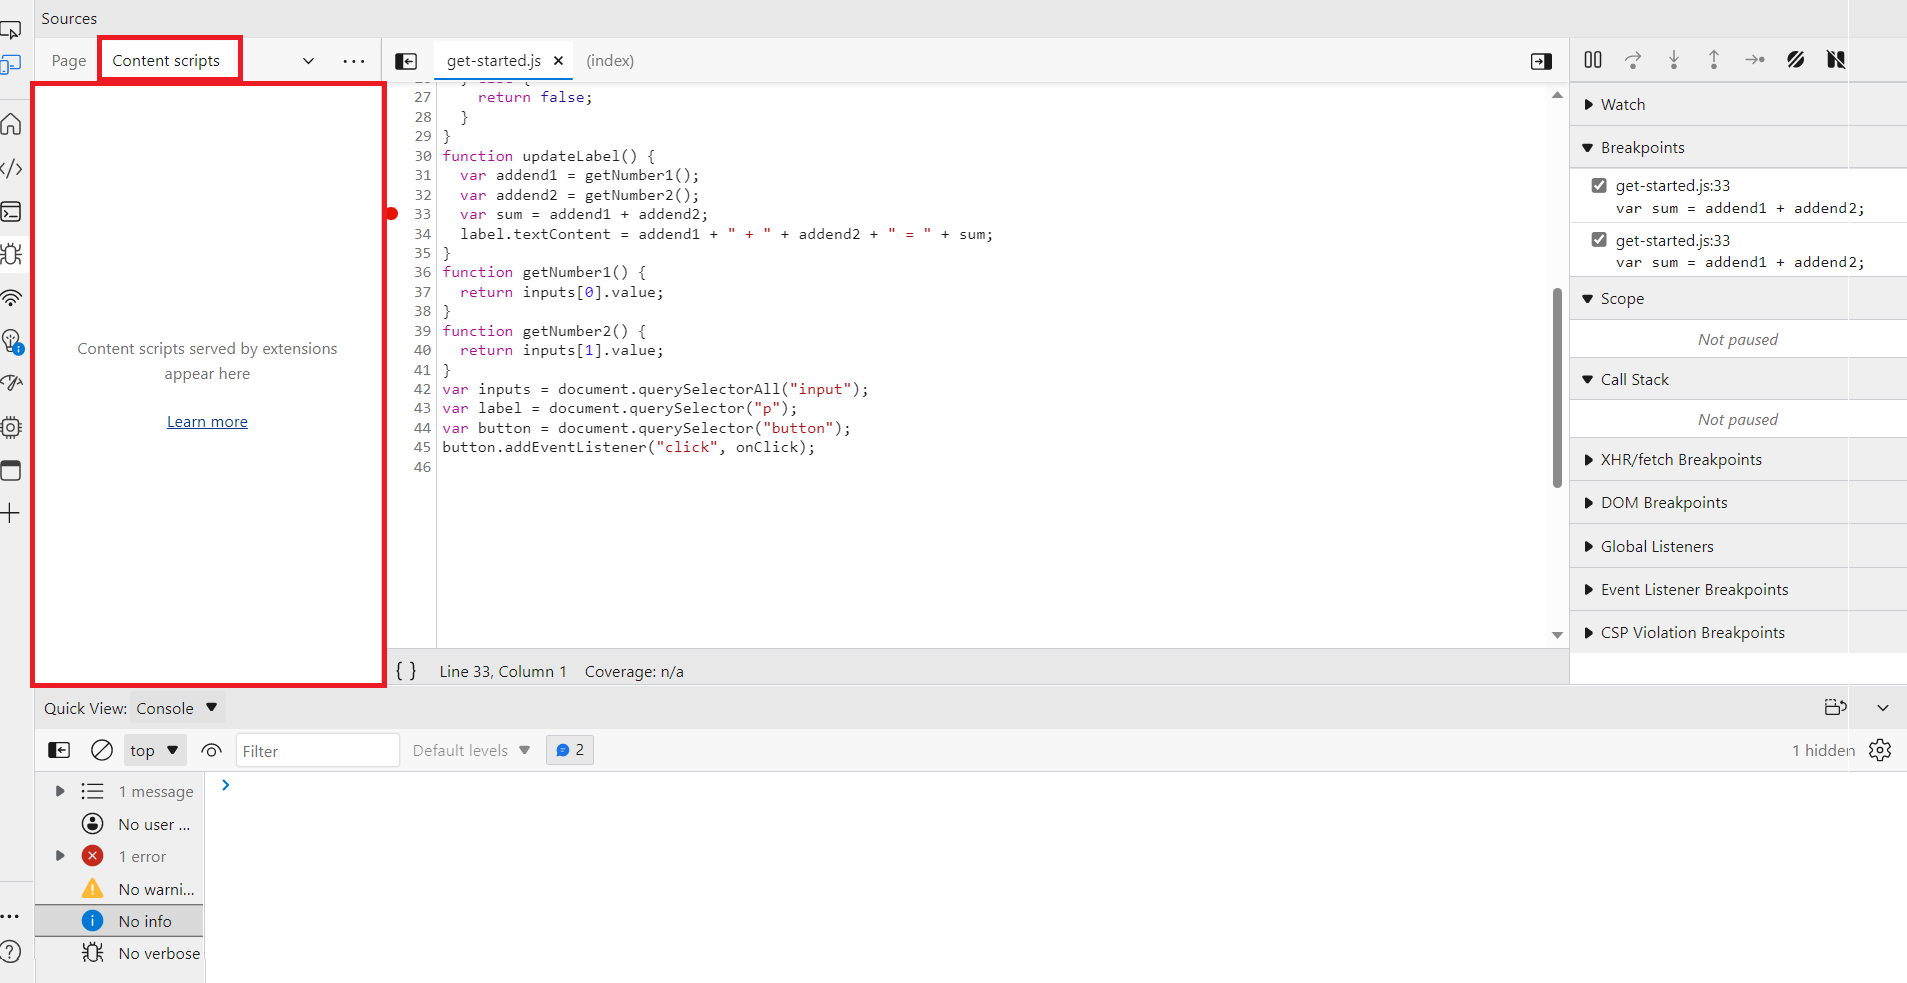 Sources
Page
Content scripts
get-started.js
(index)
Content scripts served by extensions
appear here
Learn more
27 return false;
28 }
29 }
30 function updateLabel() {
31 var addend1 = getNumber1();
32 var addend2 = getNumber2();
33 var sum = addend1 + addend2;
34 label.textContent = addend1 + " + " + addend2 + " = " + sum;
35 }
36 function getNumber1() {
37 return inputs[0].value;
38 }
39 function getNumber2() {
40 return inputs[1].value;
41 }
42 var inputs = document.querySelectorAll("input");
43 var label = document.querySelector("p");
44 var button = document.querySelector("button");
45 button.addEventListener("click", onClick);
46
{ } Line 33, Column 1 Coverage: n/a
Watch
Breakpoints
get-started.js:33
var sum = addend1 + addend2;
get-started.js:33
var sum = addend1 + addend2;
Scope
Not paused
Call Stack
Not paused
XHR/fetch Breakpoints
DOM Breakpoints
Global Listeners
Event Listener Breakpoints
CSP Violation Breakpoints
Quick View: Console
top
Filter
Default levels
2
1 hidden
1 message
No user ...
1 error
No warni...
No info
No verbose